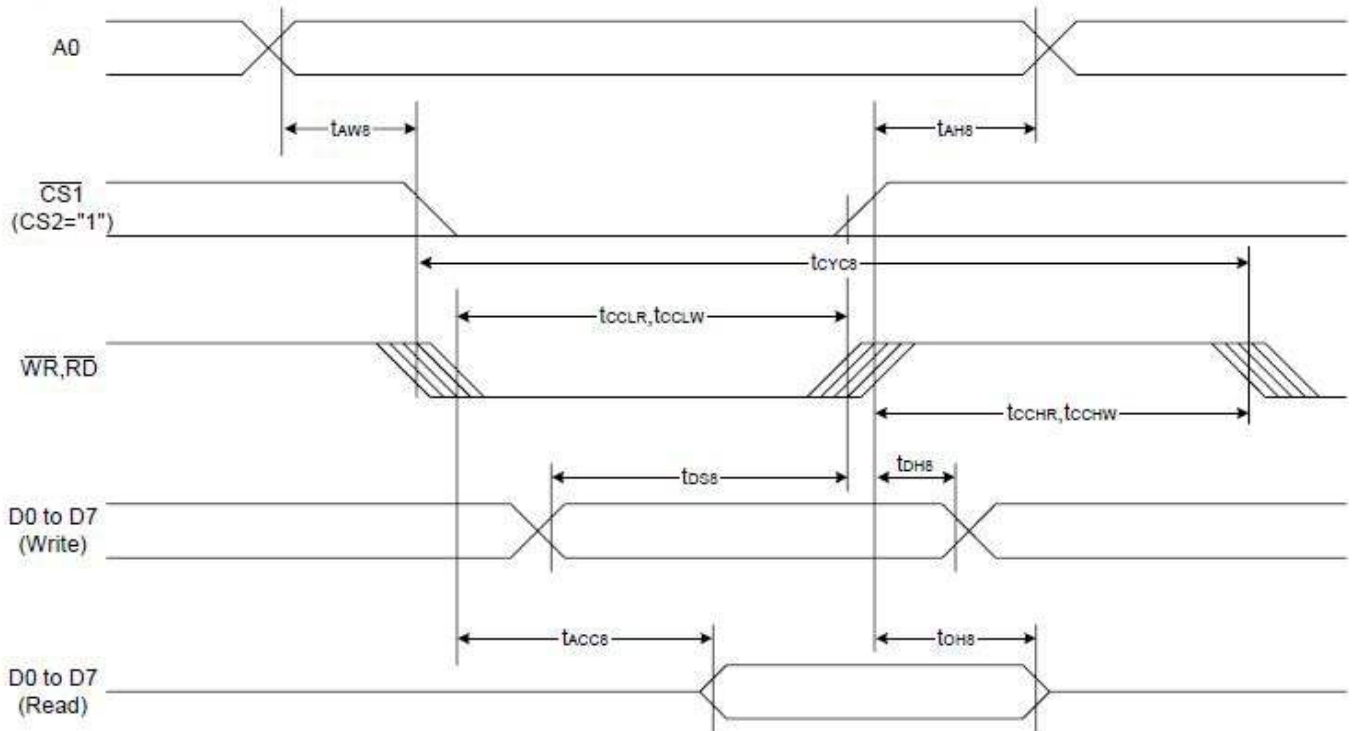 A0
tAW8
tAH8
CS1
(CS2="1")
tCYC8
tCCLR,tCCLW
WR,RD
tCCHR,tCCHW
tDS8
tDH8
D0 to D7
(Write)
tACC8
tOH8
D0 to D7
(Read)